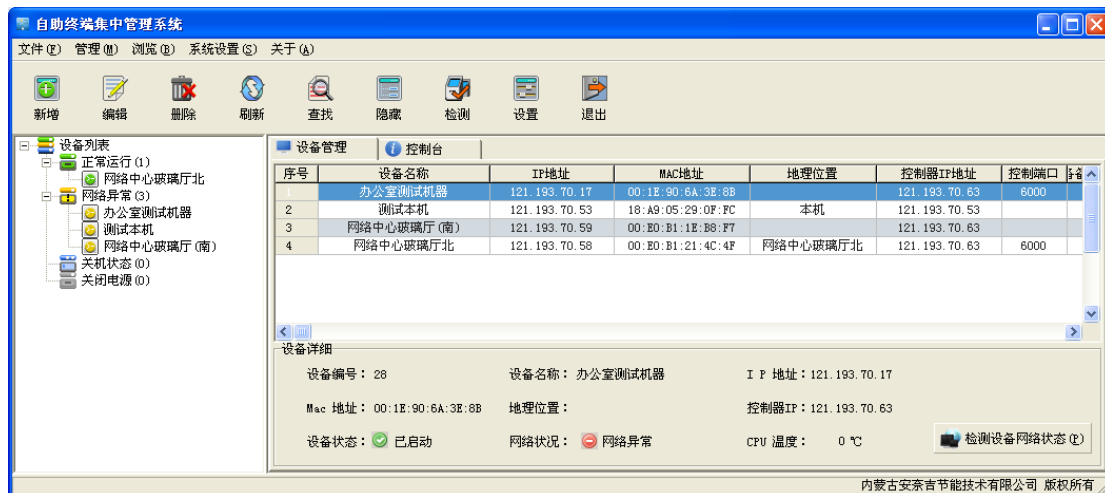 自助终端集中管理系统
文件(F) 管理(M) 浏览(B) 系统设置(S) 关于(A)
新增 编辑 删除 刷新 查找 隐藏 检测 设置 退出
设备列表
正常运行(1)
网络中心玻璃厅北
网络异常(3)
办公室测试机器
测试本机
网络中心玻璃厅(南)
关机状态(0)
关闭电源(0)
设备管理 控制台
序号 设备名称 IP地址 MAC地址 地理位置 控制器IP地址 控制端口
1 办公室测试机器 121.193.70.17 00:1E:90:6A:3E:8B 121.193.70.63 6000
2 测试本机 121.193.70.53 18:A9:05:29:0F:FC 本机 121.193.70.53
3 网络中心玻璃厅(南) 121.193.70.59 00:E0:B1:1E:B8:F7 121.193.70.63
4 网络中心玻璃厅北 121.193.70.58 00:E0:B1:21:4C:4F 网络中心玻璃厅北 121.193.70.63 6000
设备详细
设备编号：28 设备名称：办公室测试机器 I P 地址：121.193.70.17
Mac 地址：00:1E:90:6A:3E:8B 地理位置： 控制器IP：121.193.70.63
设备状态： 已启动 网络状况： 网络异常 CPU 温度： 0 ℃ 检测设备网络状态(P)
内蒙古安奈吉节能技术有限公司 版权所有